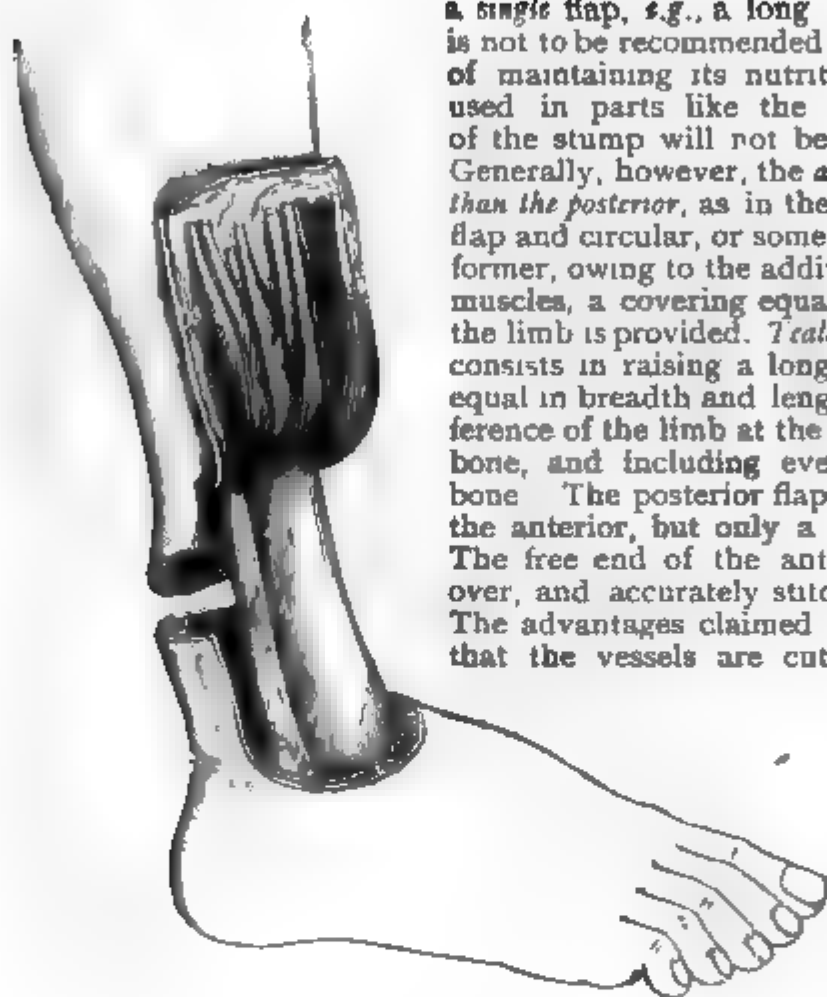 a single flap, e.g., a long
is not to be recommended
of maintaining its nutrit
used in parts like the
of the stump will not be
Generally, however, the a
than the posterior, as in the
flap and circular, or some
former, owing to the addit
muscles, a covering equa
the limb is provided. Teal
consists in raising a long
equal in breadth and leng
ference of the limb at the
bone, and including eve
bone The posterior flap
the anterior, but only a
The free end of the ant
over, and accurately stitc
The advantages claimed
that the vessels are cut